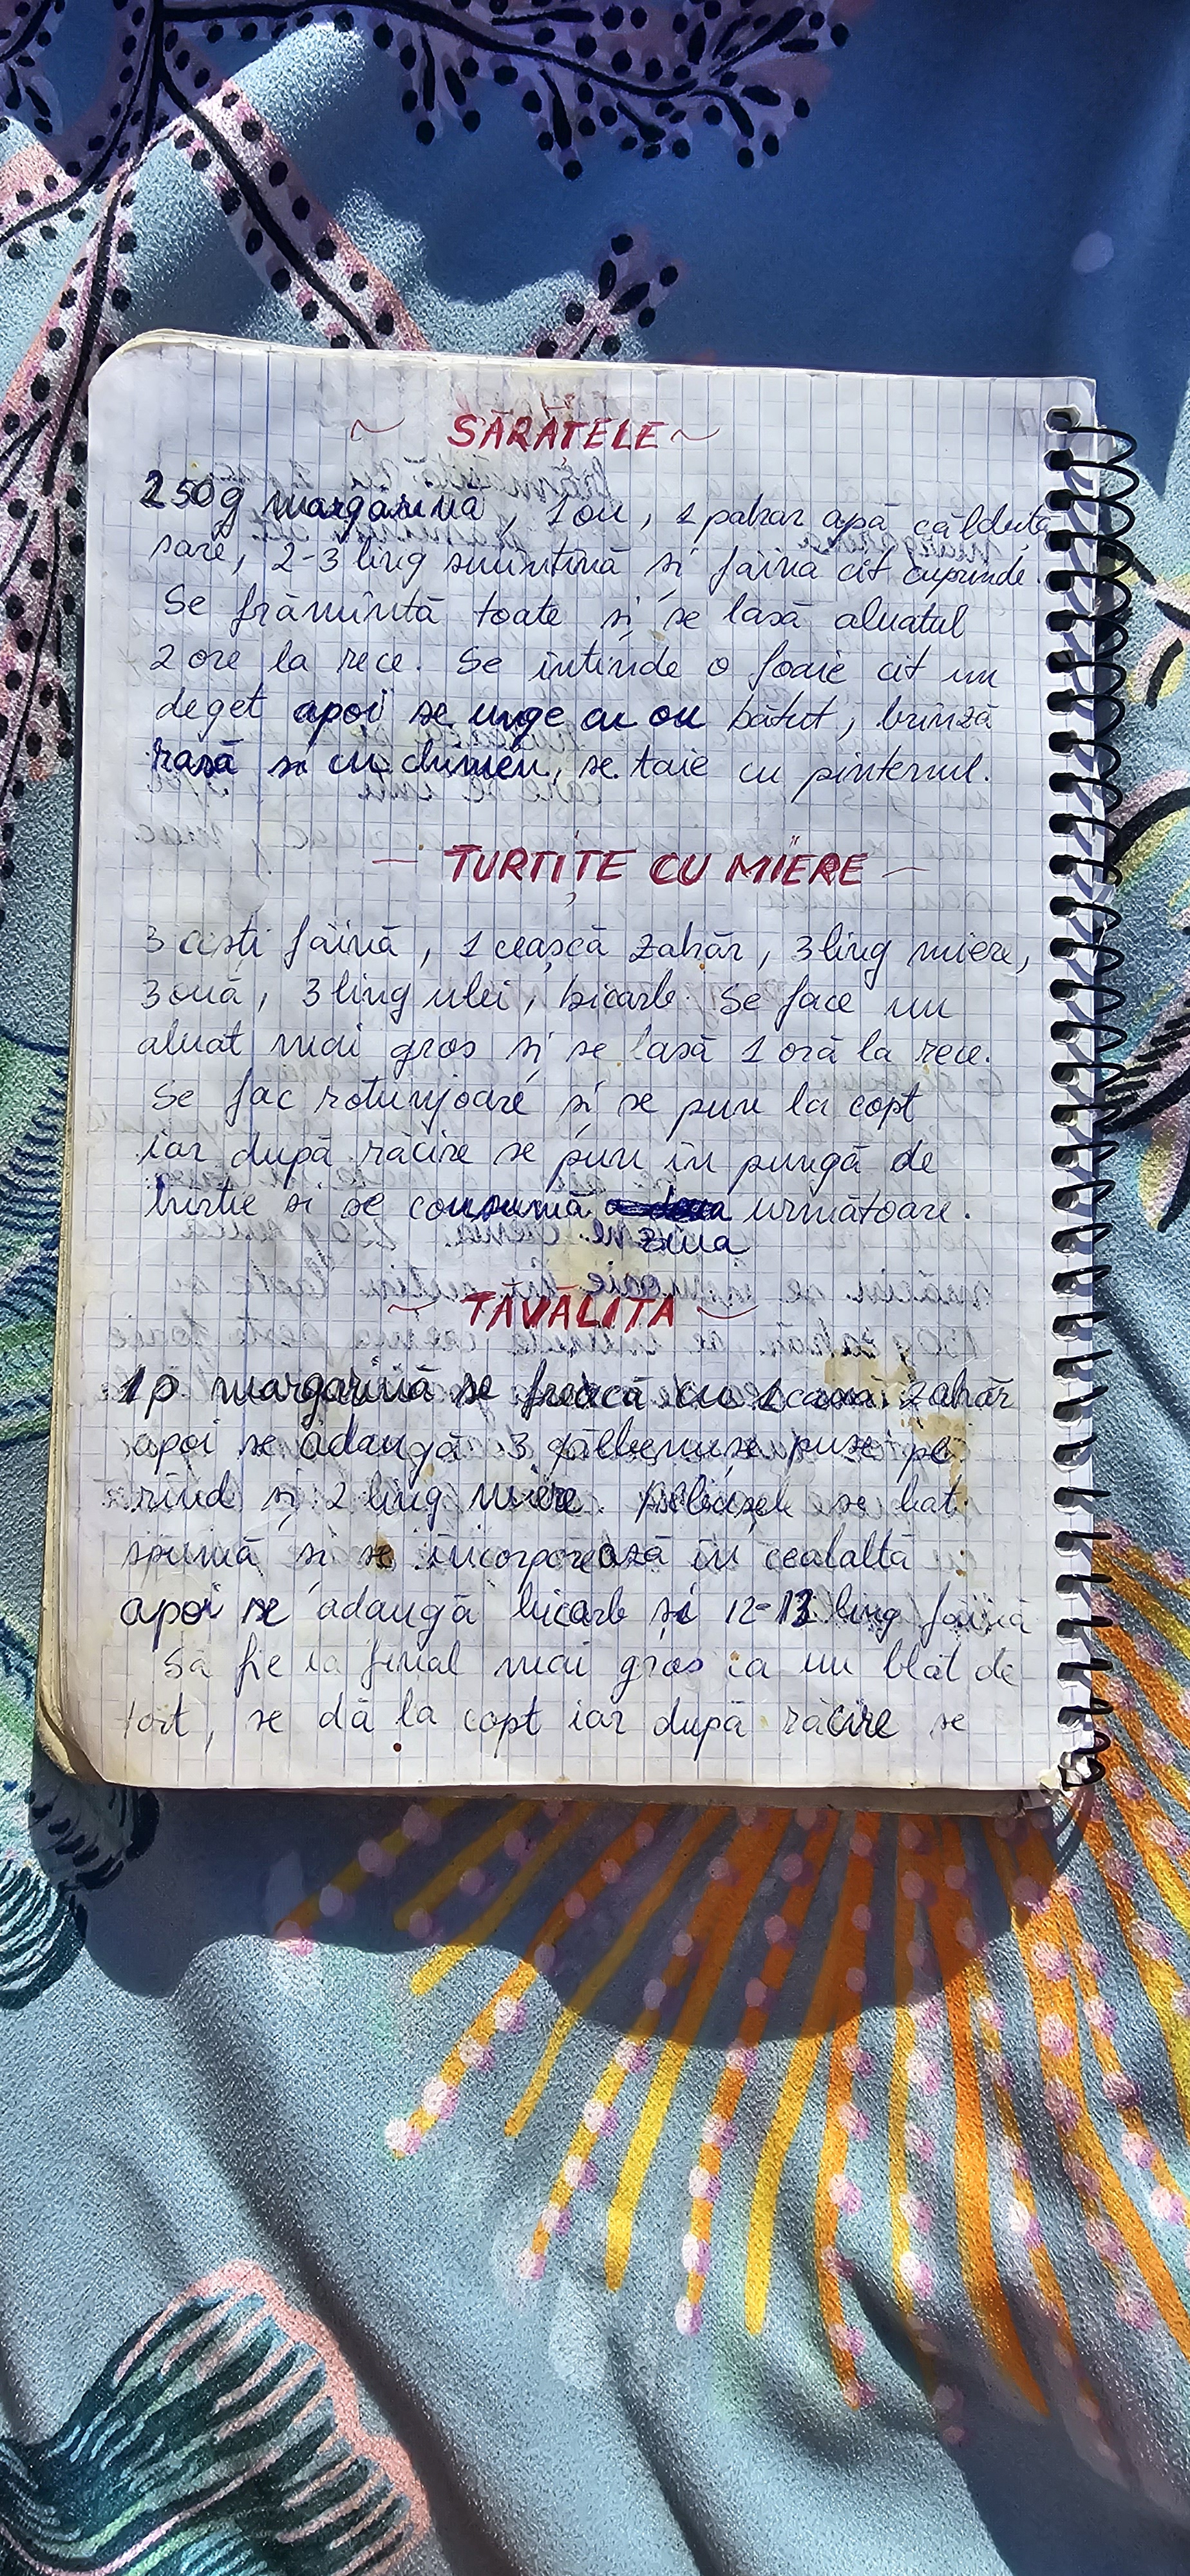 ~ SĂRĂȚELE ~
250g margarină, 1 ou, 1 pahar apă călduță
sare, 2-3 ling smîntînă și făină cît cuprinde.
Se frămîntă toate și se lasă aluatul
2 ore la rece. Se întinde o foaie cît un
deget apoi se unge cu ou bătut, brînză
rasă și cu chimen, se taie cu pintenul.
— TURTIȚE CU MIERE —
3 cești făină, 1 ceașcă zahăr, 3 ling miere,
3 ouă, 3 ling ulei, bicarb. Se face un
aluat mai gros și se lasă 1 oră la rece.
Se fac rotunjoare și se pun la copt
iar după răcire se pun în pungă de
hîrtie și se consumă a doua următoare.
ziua
~ TĂVĂLITA ~
1p margarină se freacă cu 1 cană zahăr
apoi se adaugă 3 gălbenușe puse pe
rînd și 2 ling miere. Albușele se bat
spumă și se încorporează în cealaltă
apoi se adaugă bicarb și 12-13 ling făină
Să fie la final mai gros ca un blat de
tort, se dă la copt iar după răcire se